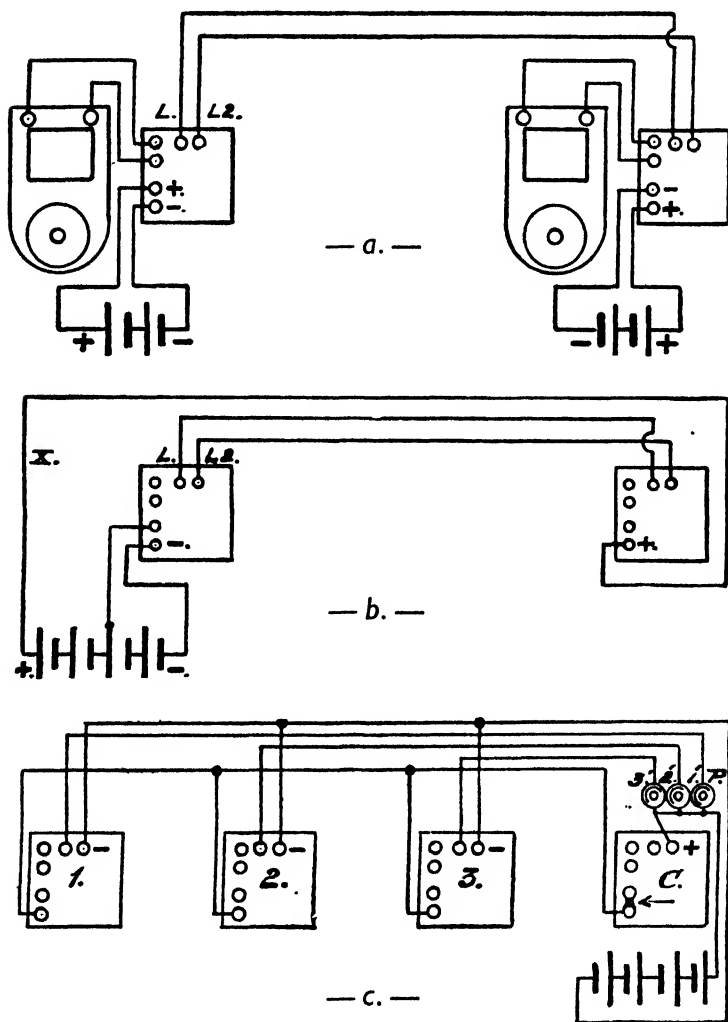 L. L2.
+. -
-. +.
— a. —
+ - - +
X. L. L2.
-. +.
— b. —
+. -.
3. 2. 1. P.
- - - +
1. 2. 3. C.
— c. —